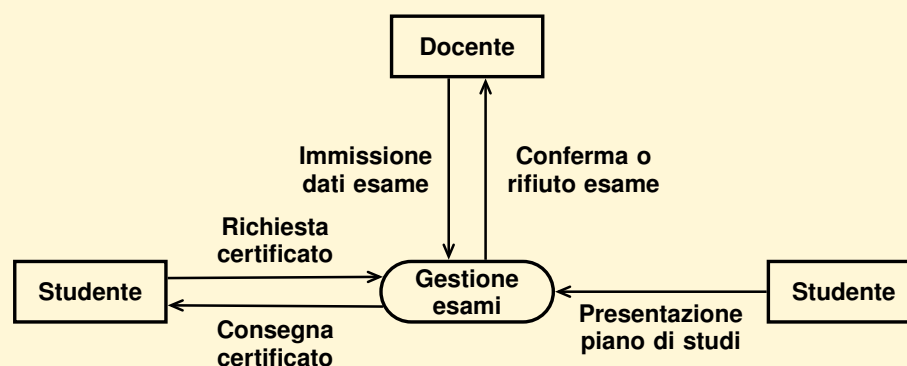 Docente
Immissione
dati esame
Conferma o
rifiuto esame
Richiesta
certificato
Studente
Gestione
esami
Studente
Consegna
certificato
Presentazione
piano di studi